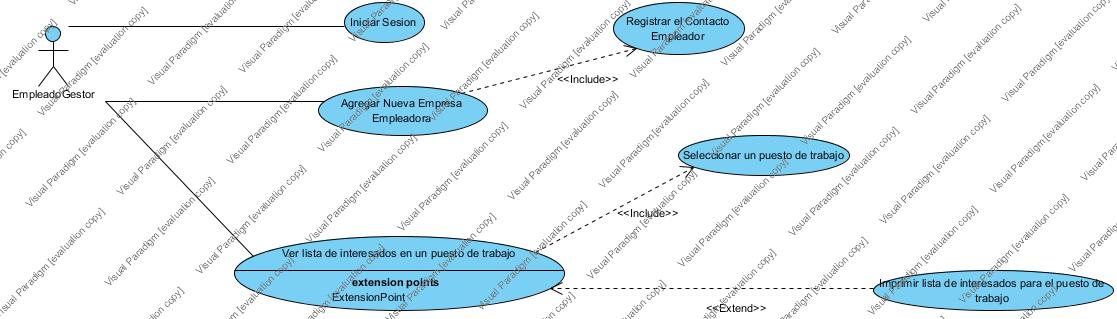 Iniciar Sesion
Registrar el Contacto
Empleador
EmpleadoGestor
<<Include>>
Agregar Nueva Empresa
Empleadora
Seleccionar un puesto de trabajo
<<Include>>
Ver lista de interesados en un puesto de trabajo
extension points
ExtensionPoint
Imprimir lista de interesados para el puesto de
trabajo
<<Extend>>
Visual Paradigm [evaluation copy]